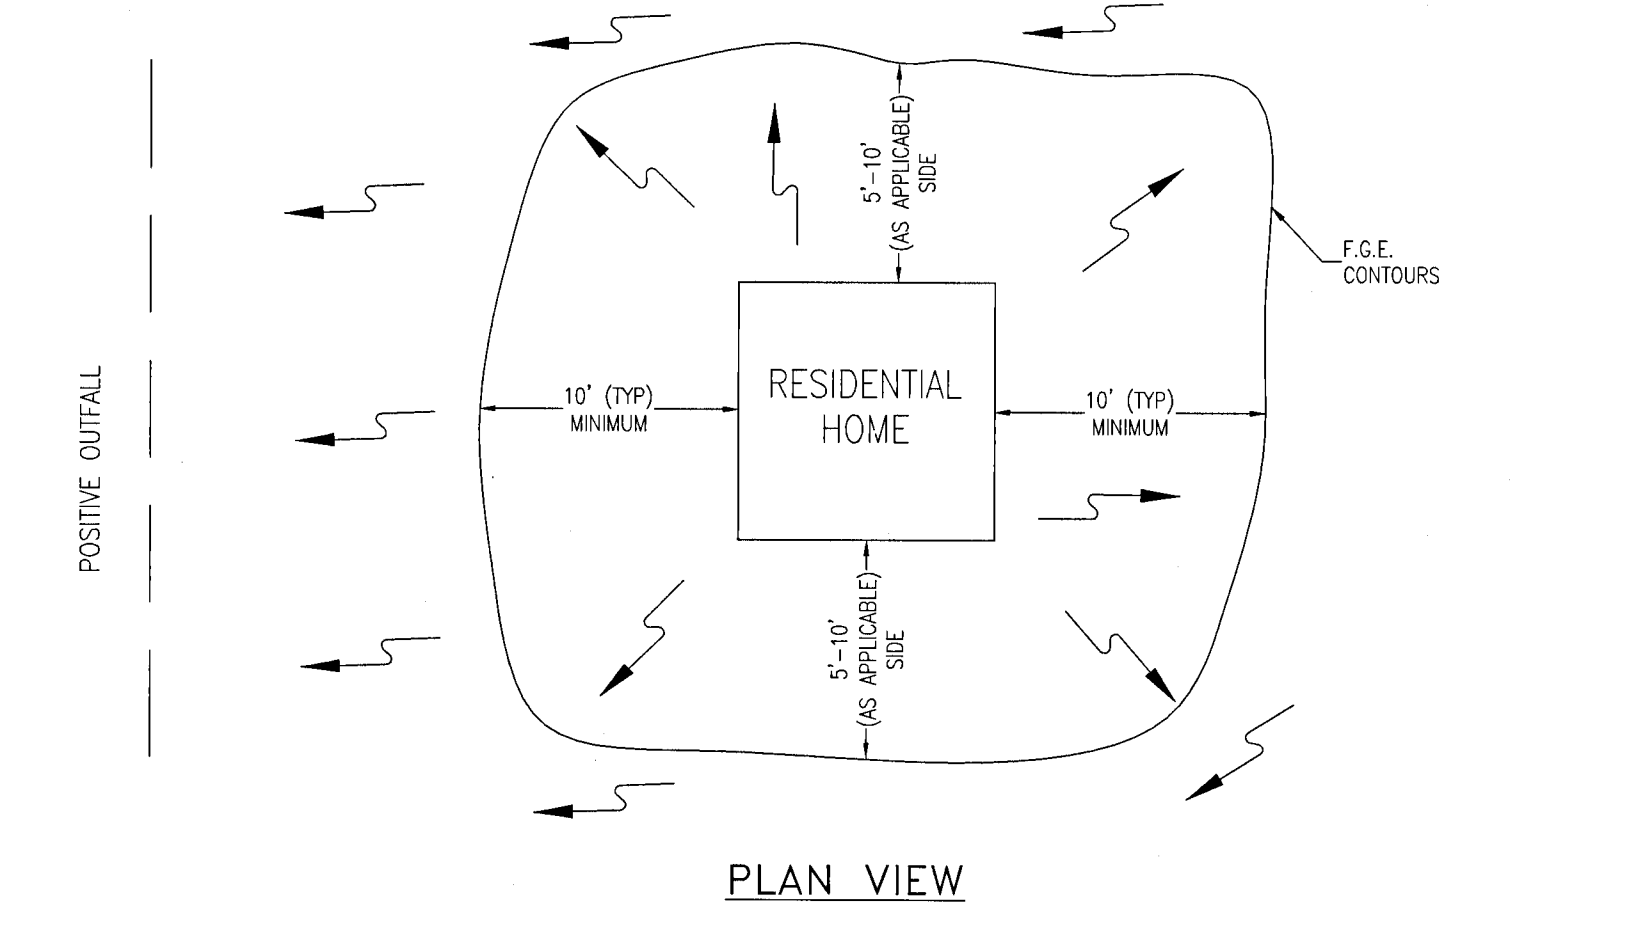 5'-10'
(AS APPLICABLE)
SIDE
F.G.E.
CONTOURS
POSITIVE OUTFALL
10' (TYP)
MINIMUM
RESIDENTIAL
HOME
10' (TYP)
MINIMUM
5'-10'
(AS APPLICABLE)
SIDE
PLAN VIEW